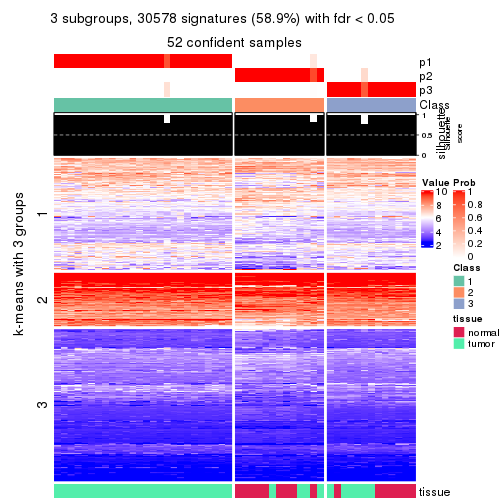 3 subgroups, 30578 signatures (58.9%) with fdr < 0.05
52 confident samples
p1
p2
p3
Class
1
0.5
0
silhouette
Silhouette
score
k-means with 3 groups
1
2
3
Value
10
8
6
4
2
Prob
1
0.8
0.6
0.4
0.2
0
Class
1
2
3
tissue
normal
tumor
tissue